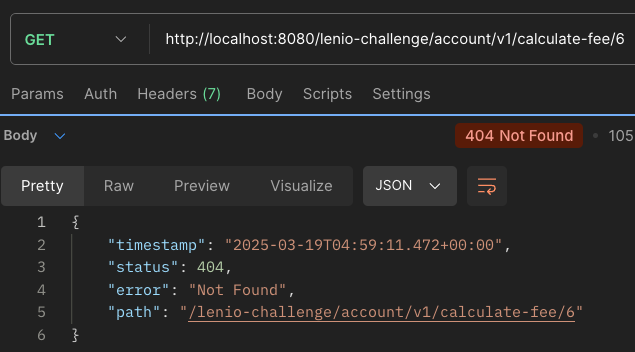 GET http://localhost:8080/lenio-challenge/account/v1/calculate-fee/6
Params Auth Headers (7) Body Scripts Settings
Body 404 Not Found • 105
Pretty Raw Preview Visualize JSON
1 {
2 "timestamp": "2025-03-19T04:59:11.472+00:00",
3 "status": 404,
4 "error": "Not Found",
5 "path": "/lenio-challenge/account/v1/calculate-fee/6"
6 }